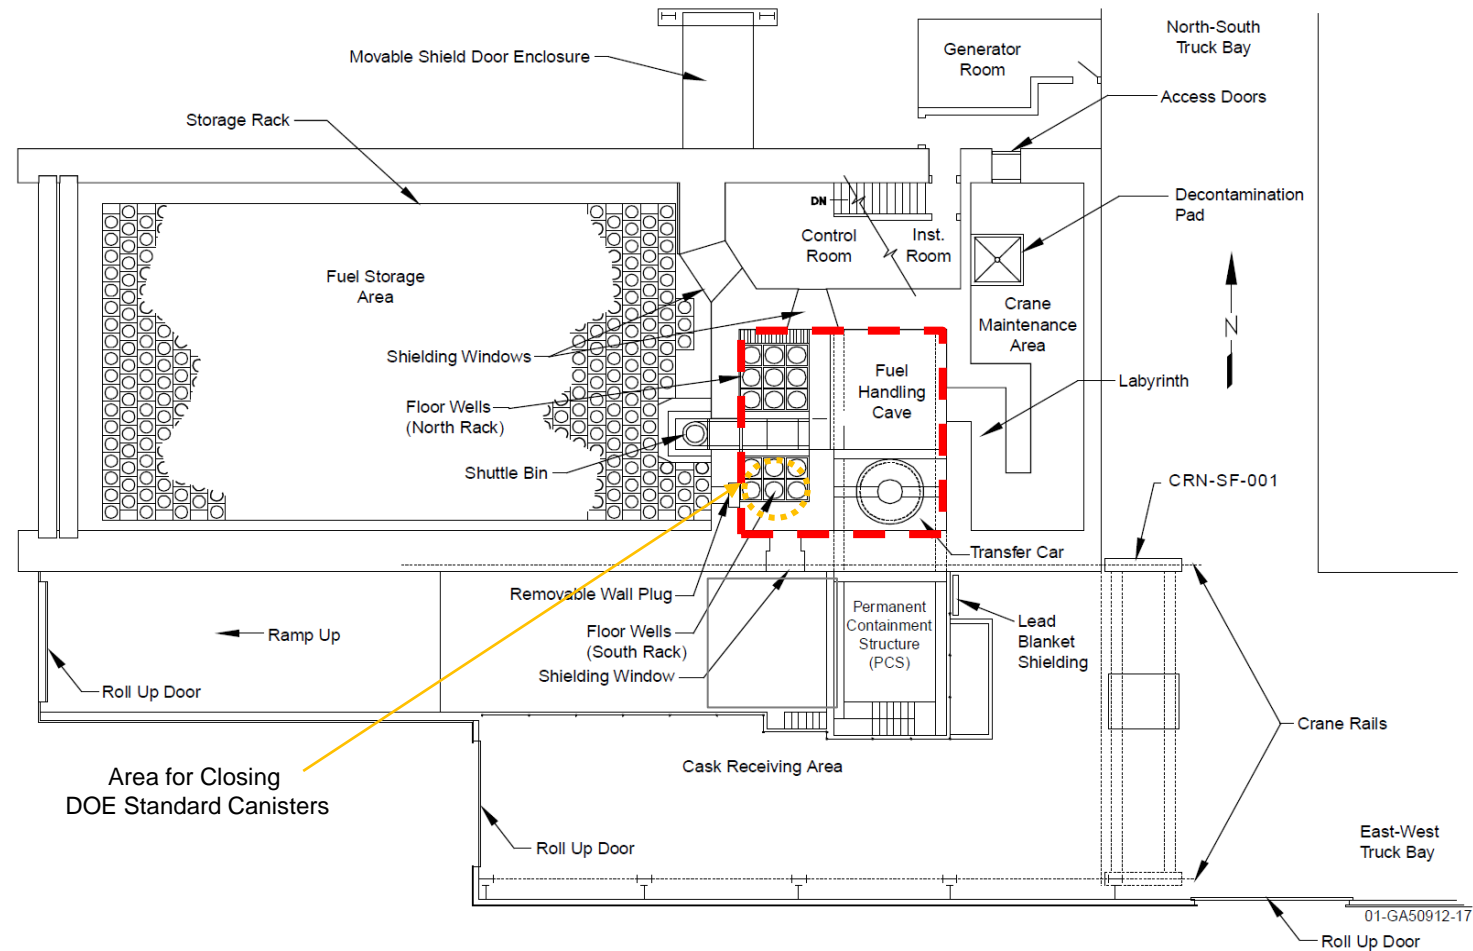 North-South
Truck Bay
Generator
Room
Movable Shield Door Enclosure
Access Doors
Storage Rack
Decontamination
Pad
DN
Control
Room
Inst.
Room
Fuel Storage
Area
Crane
Maintenance
Area
N
Shielding Windows
Fuel
Handling
Cave
Labyrinth
Floor Wells
(North Rack)
Shuttle Bin
CRN-SF-001
Transfer Car
Removable Wall Plug
Permanent
Containment
Structure
(PCS)
Lead
Blanket
Shielding
Ramp Up
Floor Wells
(South Rack)
Shielding Window
Roll Up Door
Crane Rails
Area for Closing
DOE Standard Canisters
Cask Receiving Area
Roll Up Door
East-West
Truck Bay
01-GA50912-17
Roll Up Door